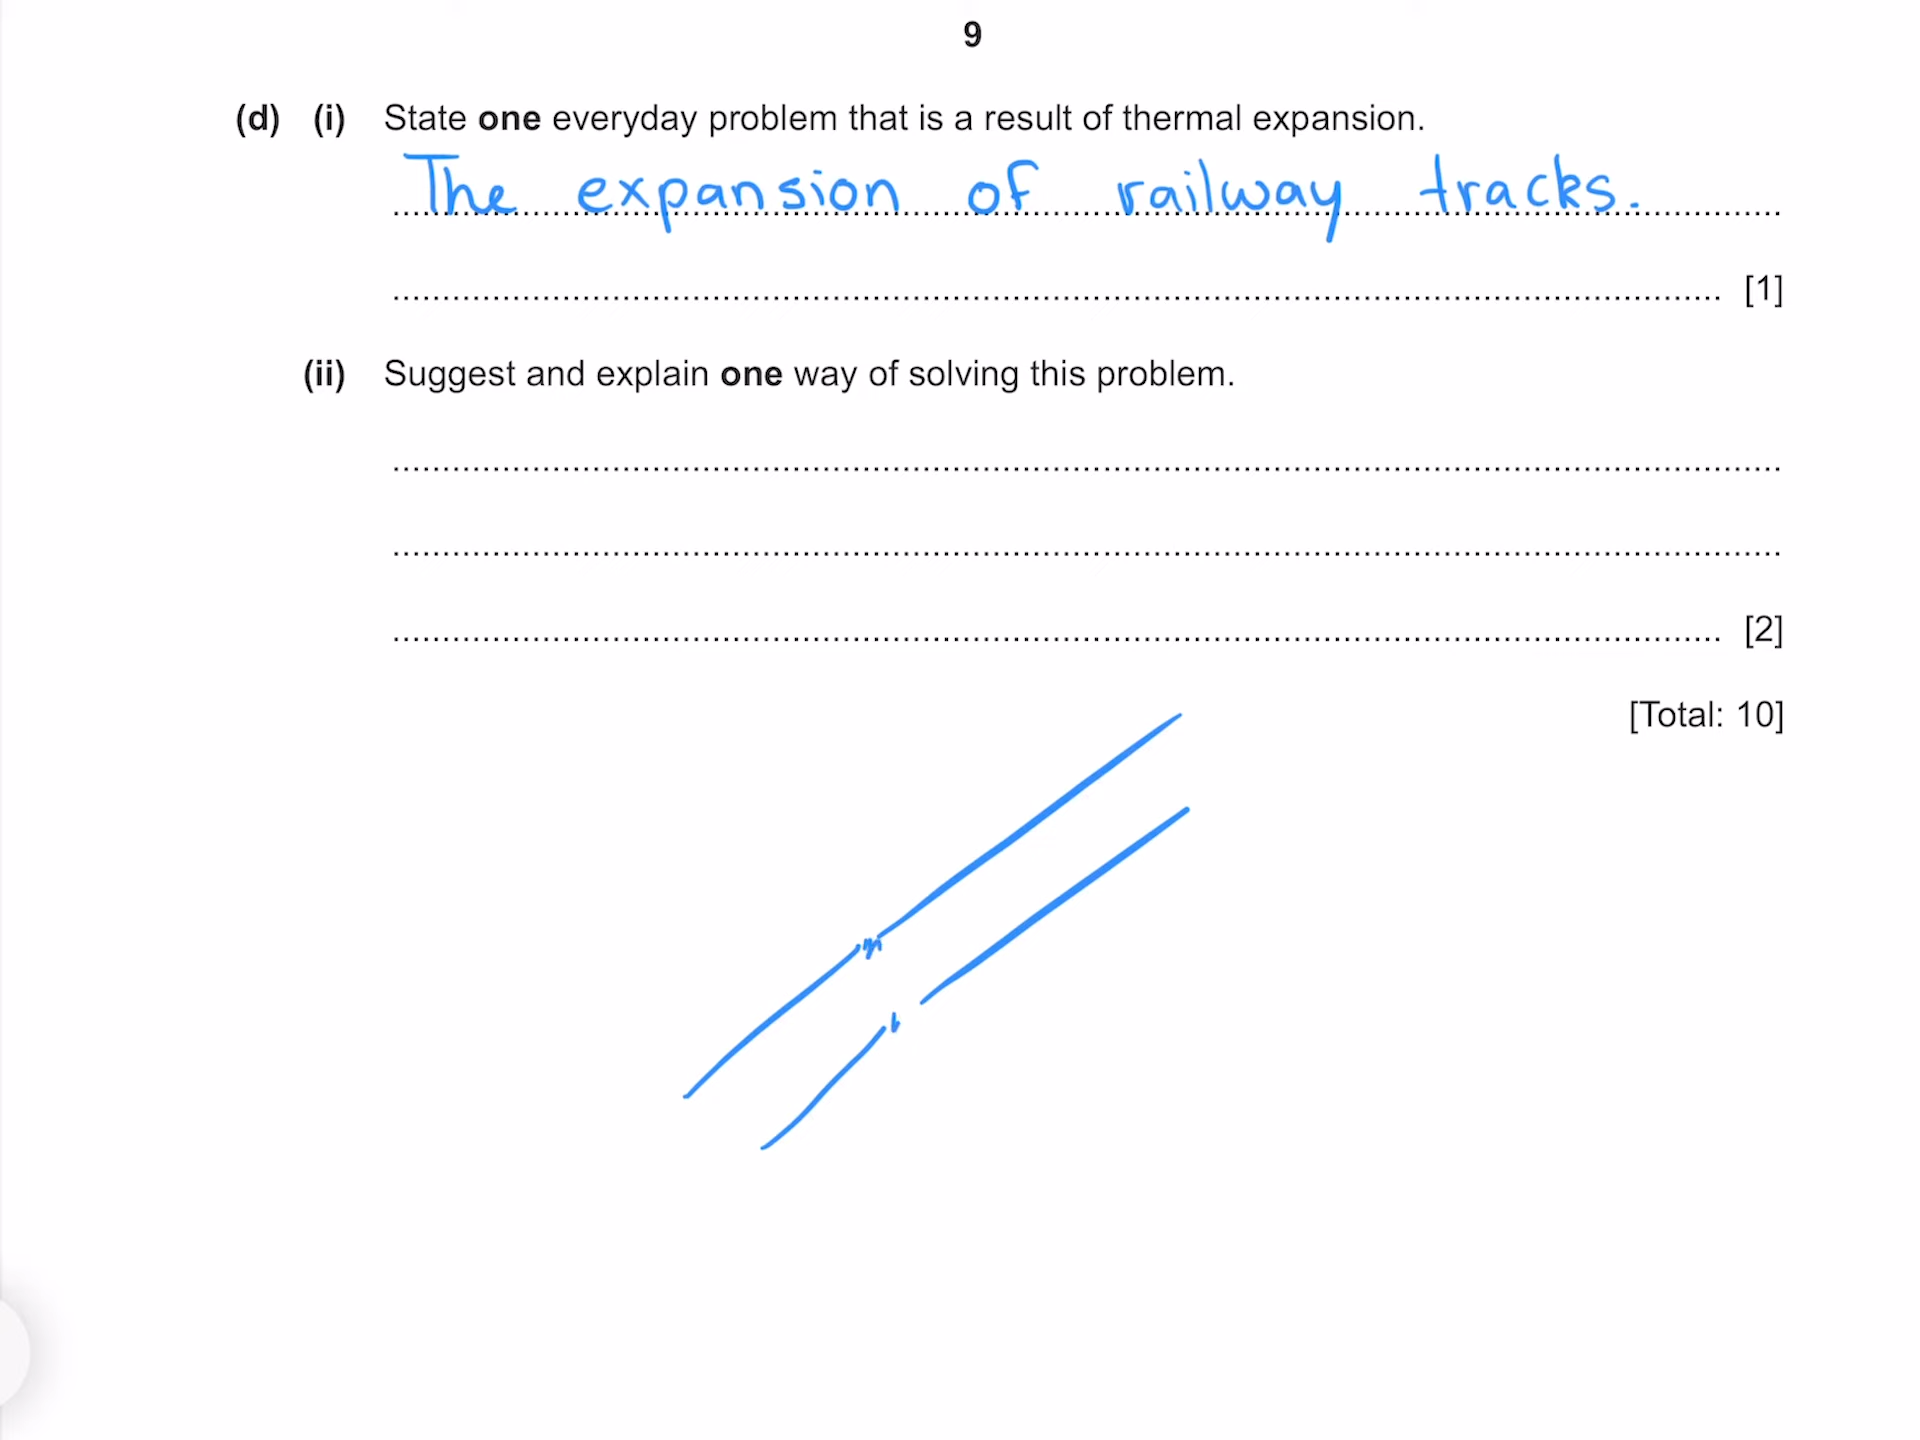 9
(d) (i) State one everyday problem that is a result of thermal expansion.
The expansion of railway tracks.
[1]
(ii) Suggest and explain one way of solving this problem.
[2]
[Total: 10]